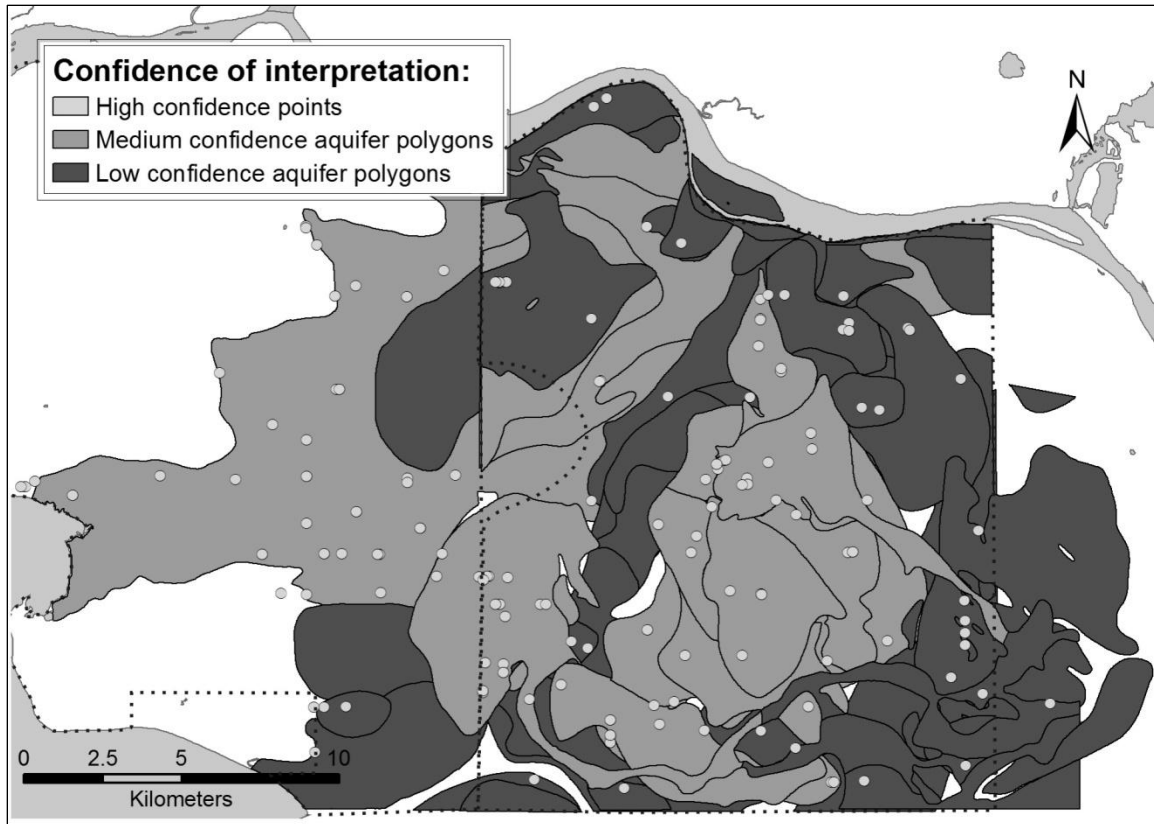 Confidence of interpretation:
High confidence points
Medium confidence aquifer polygons
Low confidence aquifer polygons
N
0 2.5 5 10
Kilometers